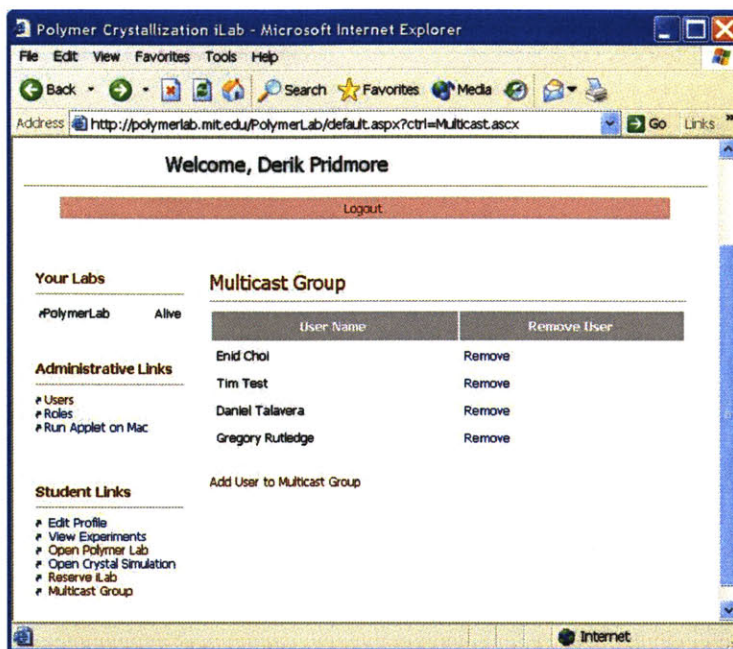 Polymer Crystallization iLab - Microsoft Internet Explorer
File Edit View Favorites Tools Help
Back Search Favorites Media
Address http://polymerlab.mit.edu/PolymerLab/default.aspx?ctrl=Multicast.ascx Go Links
Welcome, Derik Pridmore
Logout
Your Labs
PolymerLab Alive
Administrative Links
Users
Roles
Run Applet on Mac
Student Links
Edit Profile
View Experiments
Open Polymer Lab
Open Crystal Simulation
Reserve iLab
Multicast Group
Multicast Group
User Name Remove User
Enid Choi Remove
Tim Test Remove
Daniel Talavera Remove
Gregory Rutledge Remove
Add User to Multicast Group
Internet